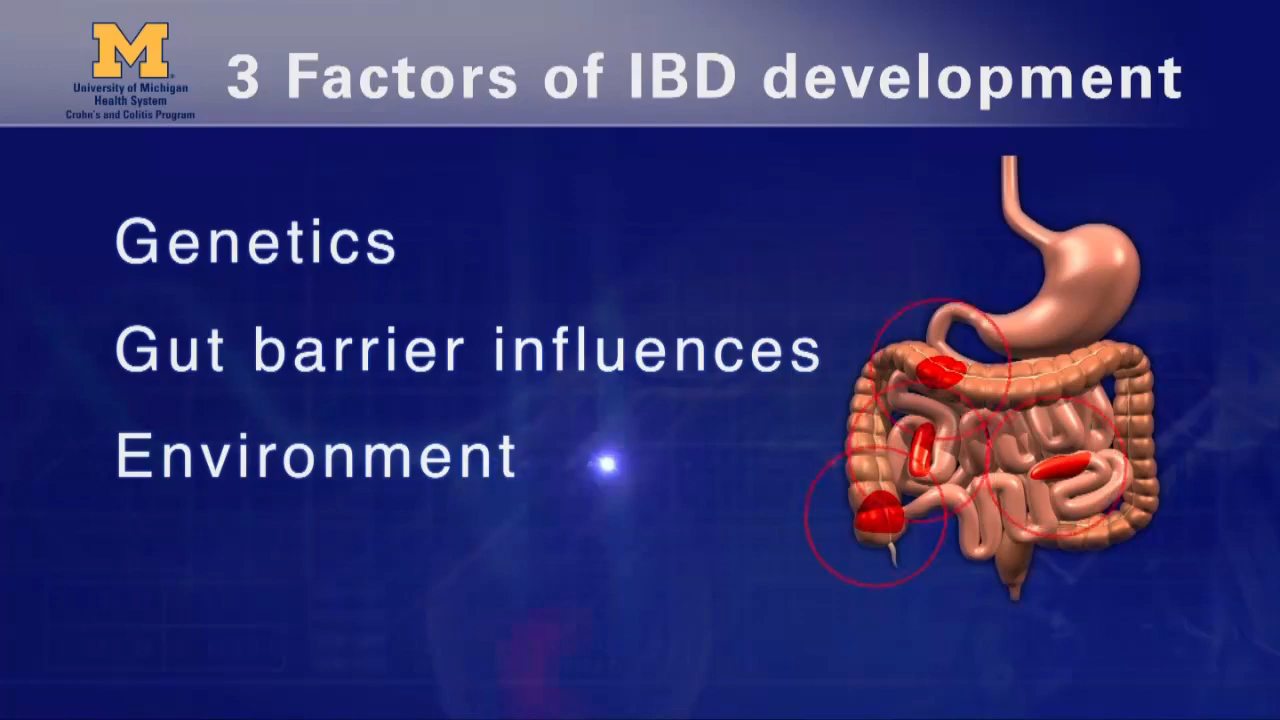 M
University of Michigan
Health System
Crohn's and Colitis Program
3 Factors of IBD development
Genetics
Gut barrier influences
Environment